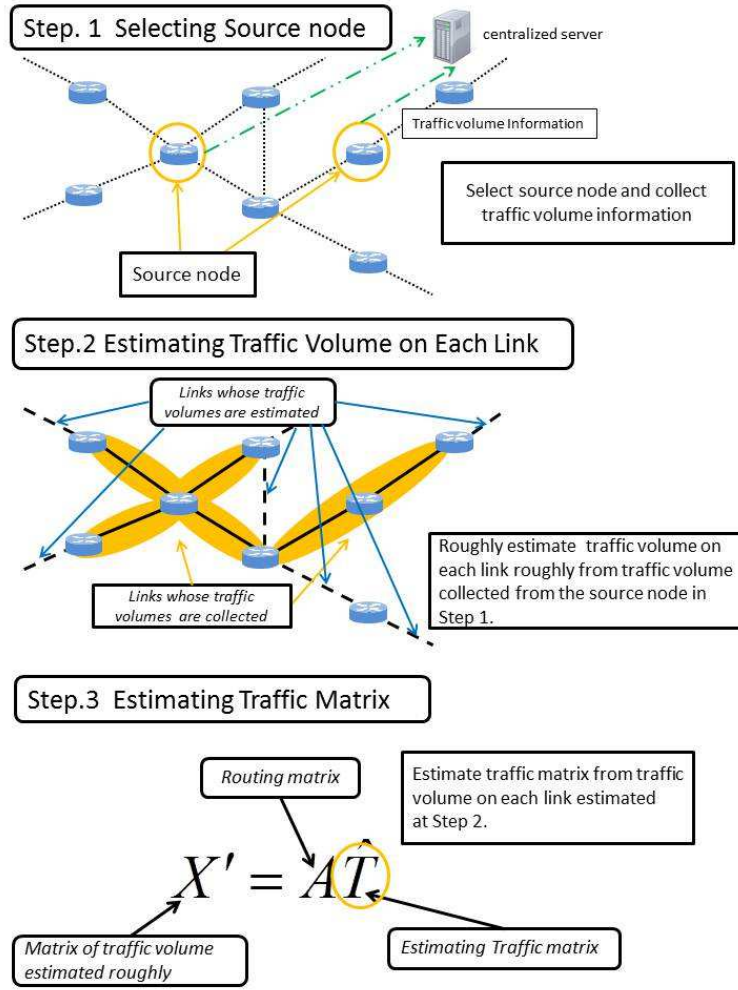 Step. 1  Selecting Source node
centralized server
Traffic volume Information
Select source node and collect
traffic volume information
Source node
Step.2 Estimating Traffic Volume on Each Link
Links whose traffic
volumes are estimated
Roughly estimate  traffic volume on
each link roughly from traffic volume
collected from the source node in
Step 1.
Links whose traffic
volumes  are collected
Step.3  Estimating Traffic Matrix
Routing matrix
Estimate traffic matrix from traffic
volume on each link estimated
at Step 2.
X' = AT̂
Matrix of traffic volume
estimated roughly
Estimating Traffic matrix